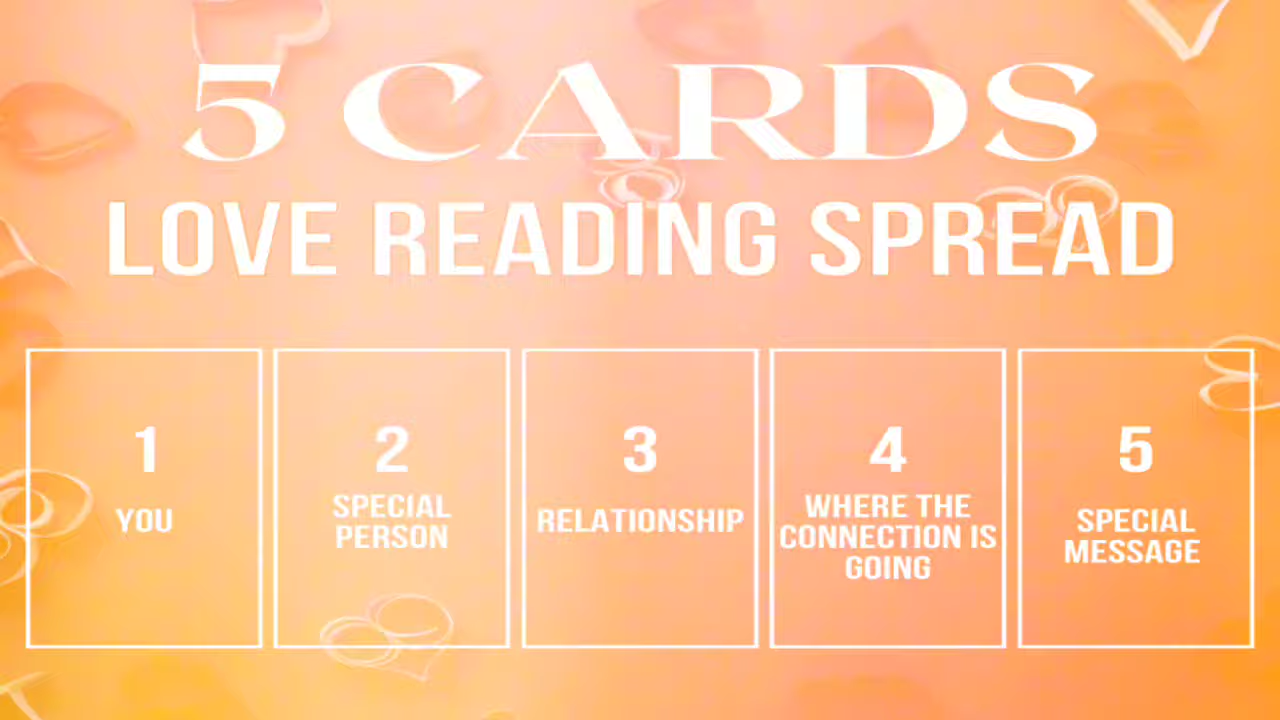 5 CARDS
LOVE READING SPREAD
1
YOU
2
SPECIAL
PERSON
3
RELATIONSHIP
4
WHERE THE
CONNECTION IS
GOING
5
SPECIAL
MESSAGE